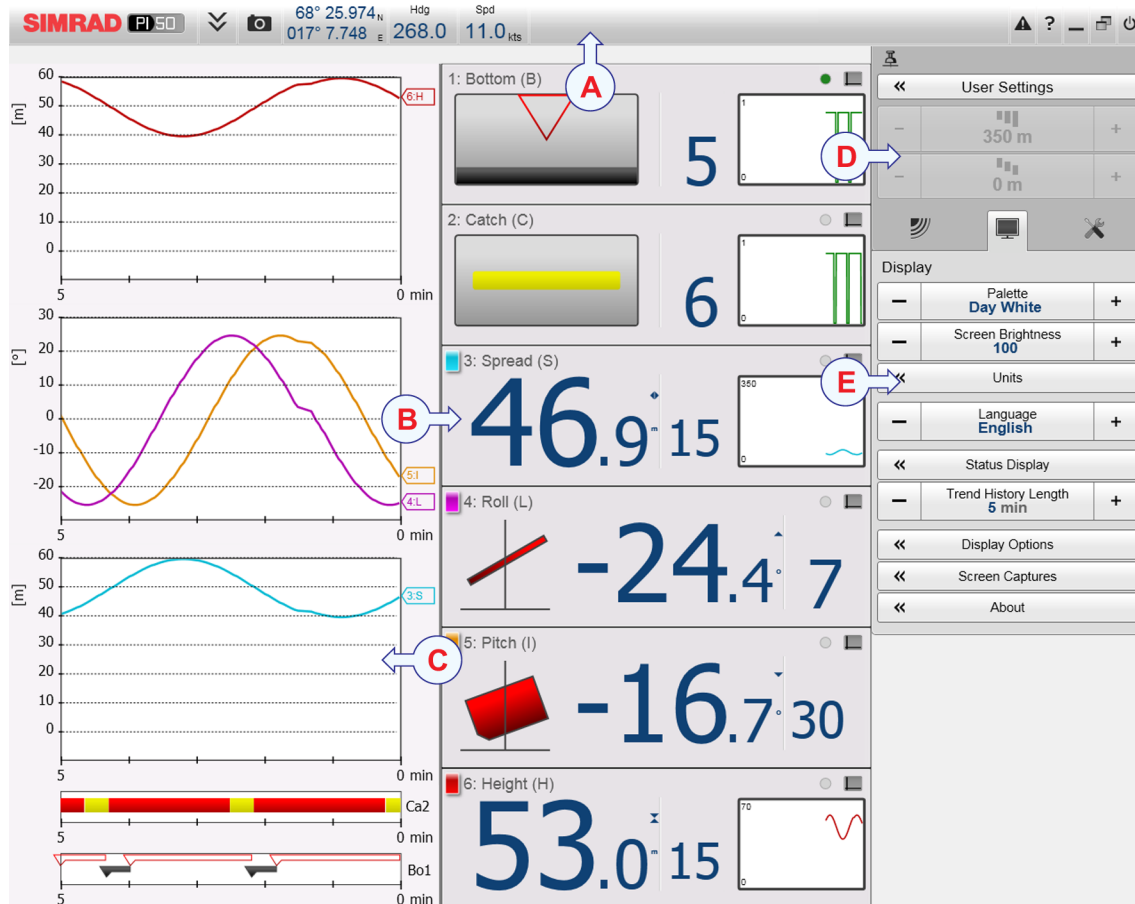 SIMRAD PI 50
68° 25.974 N
017° 7.748 E
Hdg
268.0
Spd
11.0 kts
?
A
60
50
40
30
20
10
0
[m]
6:H
5
0 min
30
20
10
0
-10
-20
[°]
5:I
4:L
5
0 min
60
50
40
30
20
10
0
[m]
3:S
C
5
0 min
Ca2
5
0 min
Bo1
5
0 min
1: Bottom (B)
5
1
0
2: Catch (C)
6
1
0
3: Spread (S)
B
46.9 m
15
350
0
4: Roll (L)
-24.4°
7
5: Pitch (I)
-16.7°
30
6: Height (H)
53.0 m
15
70
0
« User Settings
D
− 350 m +
− 0 m +
Display
− Palette +
Day White
− Screen Brightness +
100
E
« Units
− Language +
English
« Status Display
− Trend History Length +
5 min
« Display Options
« Screen Captures
« About